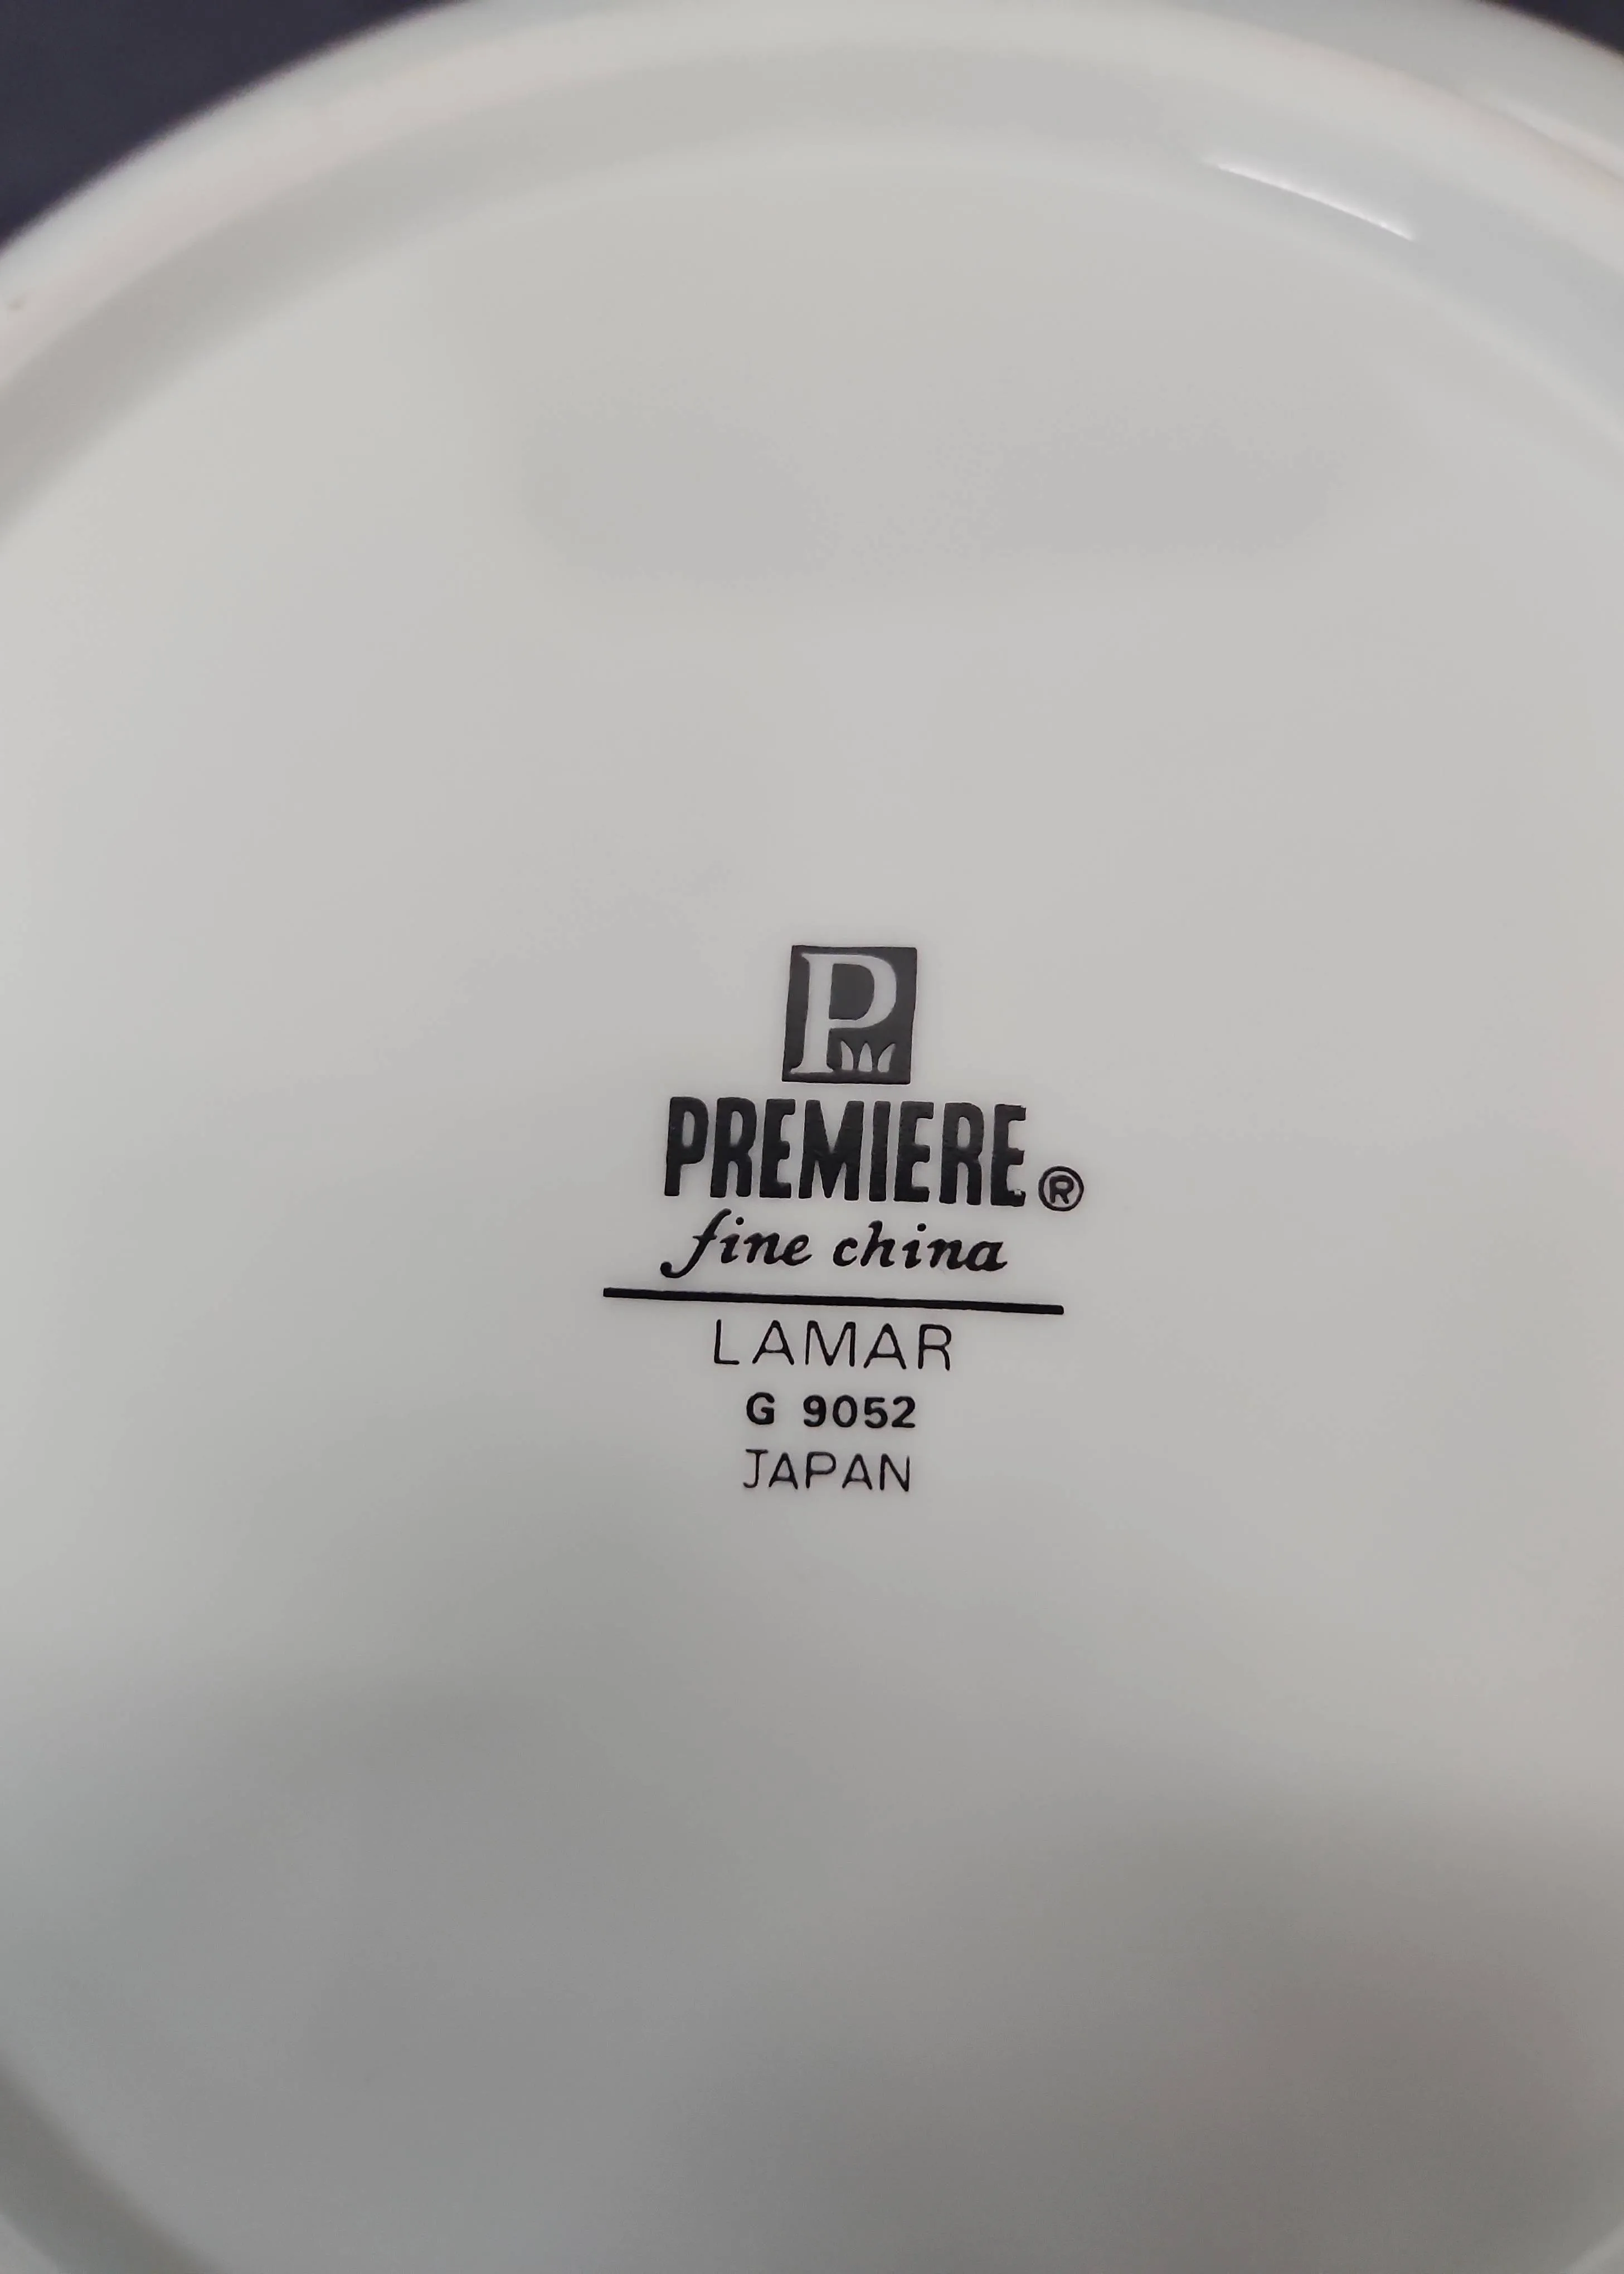 P
PREMIERE®
fine china
LAMAR
G 9052
JAPAN